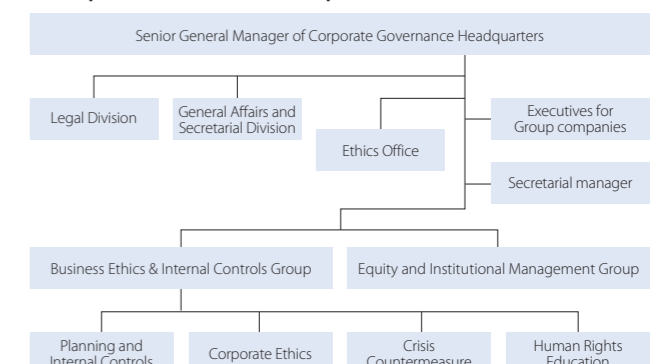 Senior General Manager of Corporate Governance Headquarters
Legal Division
General Affairs and
Secretarial Division
Executives for
Group companies
Ethics Office
Secretarial manager
Business Ethics & Internal Controls Group
Equity and Institutional Management Group
Planning and
Internal Controls
Corporate Ethics
Crisis
Countermeasure
Human Rights
Education